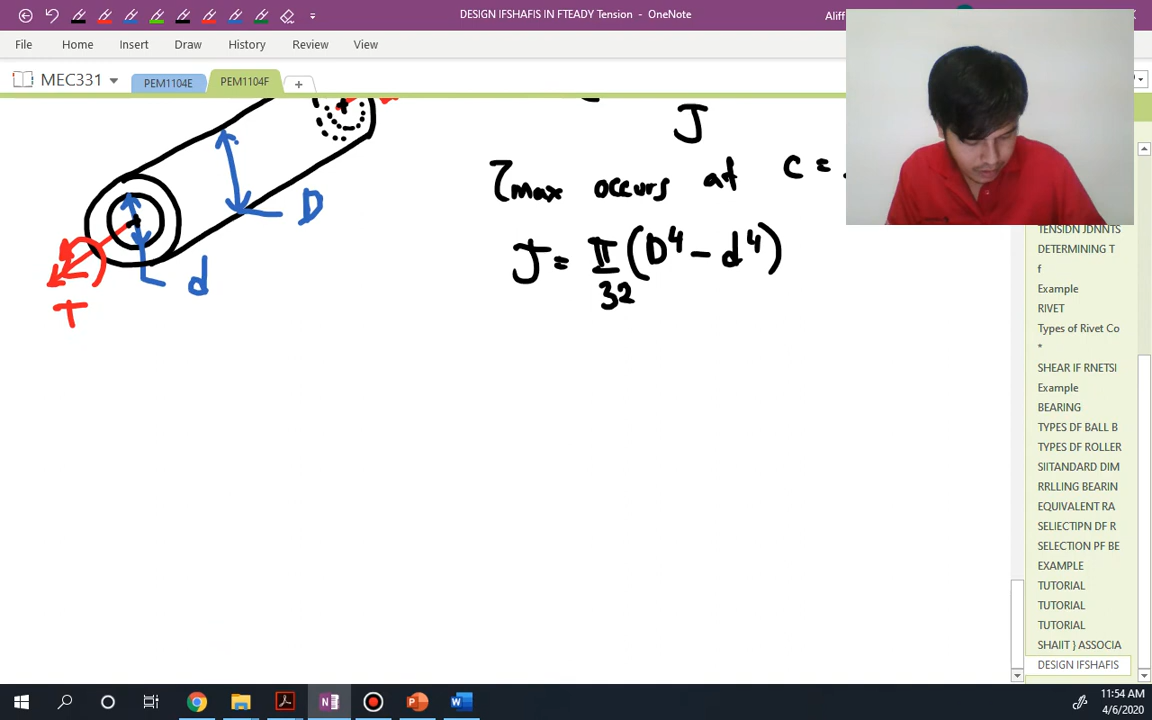 DESIGN IFSHAFIS IN FTEADY Tension - OneNote
Aliff
File Home Insert Draw History Review View
MEC331 PEM1104E PEM1104F
J
τmax occurs at c =
J = π/32 (D⁴ − d⁴)
D
d
T
TENSIDN JDNNTS
DETERMINING T
f
Example
RIVET
Types of Rivet Co
*
SHEAR IF RNETSI
Example
BEARING
TYPES DF BALL B
TYPES DF ROLLER
SIITANDARD DIM
RRLLING BEARIN
EQUIVALENT RA
SELIECTIPN DF R
SELECTION PF BE
EXAMPLE
TUTORIAL
TUTORIAL
TUTORIAL
SHAIIT } ASSOCIA
DESIGN IFSHAFIS
11:54 AM
4/6/2020